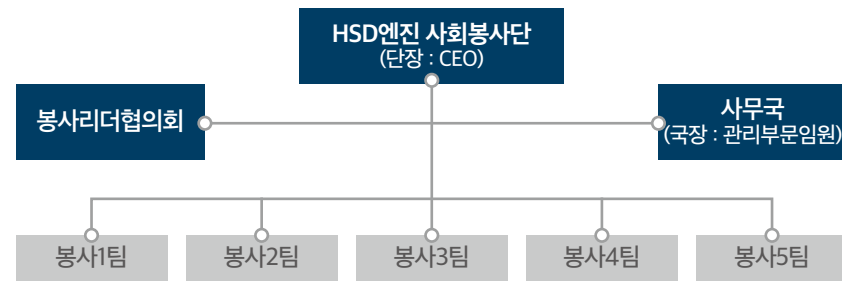 HSD엔진 사회봉사단
(단장 : CEO)
봉사리더협의회
사무국
(국장 : 관리부문임원)
봉사1팀
봉사2팀
봉사3팀
봉사4팀
봉사5팀